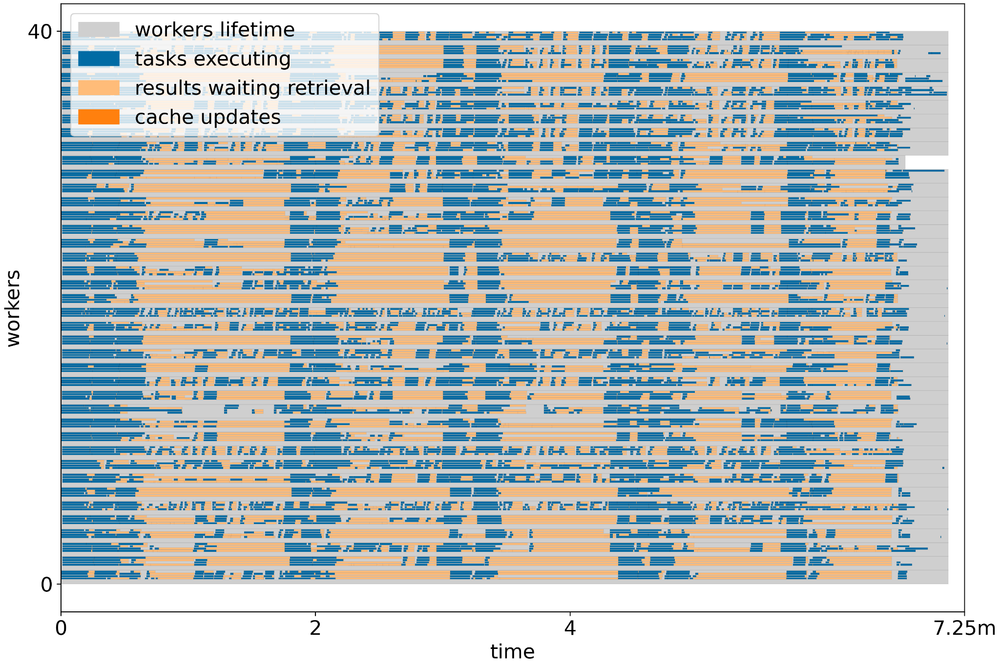 workers lifetime
tasks executing
results waiting retrieval
cache updates
40
workers
0
0 2 4 7.25m
time